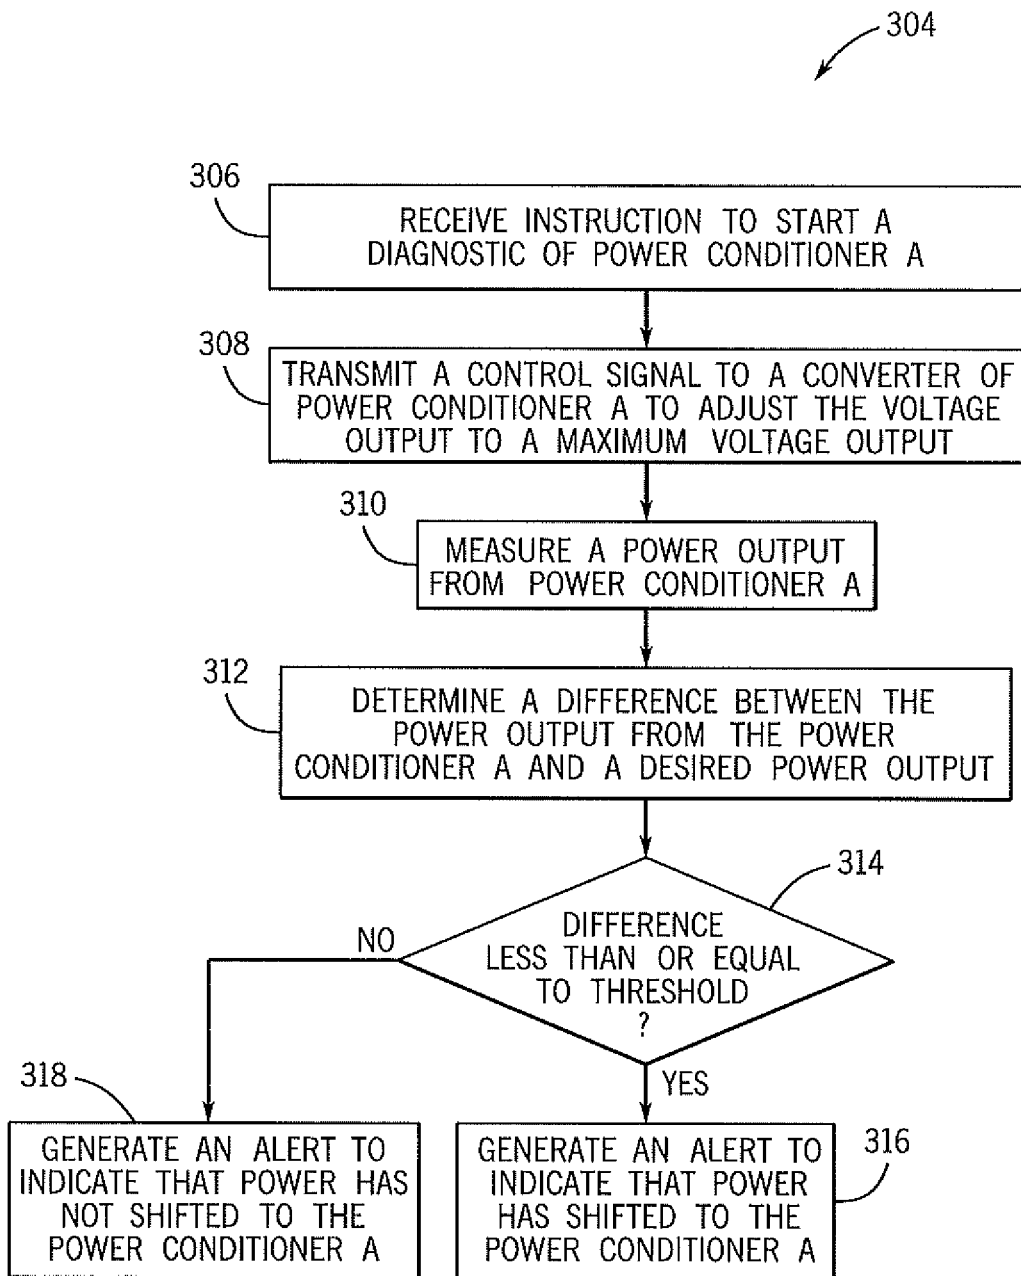 304
306
RECEIVE INSTRUCTION TO START A
DIAGNOSTIC OF POWER CONDITIONER A
308
TRANSMIT A CONTROL SIGNAL TO A CONVERTER OF
POWER CONDITIONER A TO ADJUST THE VOLTAGE
OUTPUT TO A MAXIMUM VOLTAGE OUTPUT
310
MEASURE A POWER OUTPUT
FROM POWER CONDITIONER A
312
DETERMINE A DIFFERENCE BETWEEN THE
POWER OUTPUT FROM THE POWER
CONDITIONER A AND A DESIRED POWER OUTPUT
314
DIFFERENCE
LESS THAN OR EQUAL
TO THRESHOLD
?
NO
YES
318
GENERATE AN ALERT TO
INDICATE THAT POWER HAS
NOT SHIFTED TO THE
POWER CONDITIONER A
316
GENERATE AN ALERT TO
INDICATE THAT POWER
HAS SHIFTED TO THE
POWER CONDITIONER A